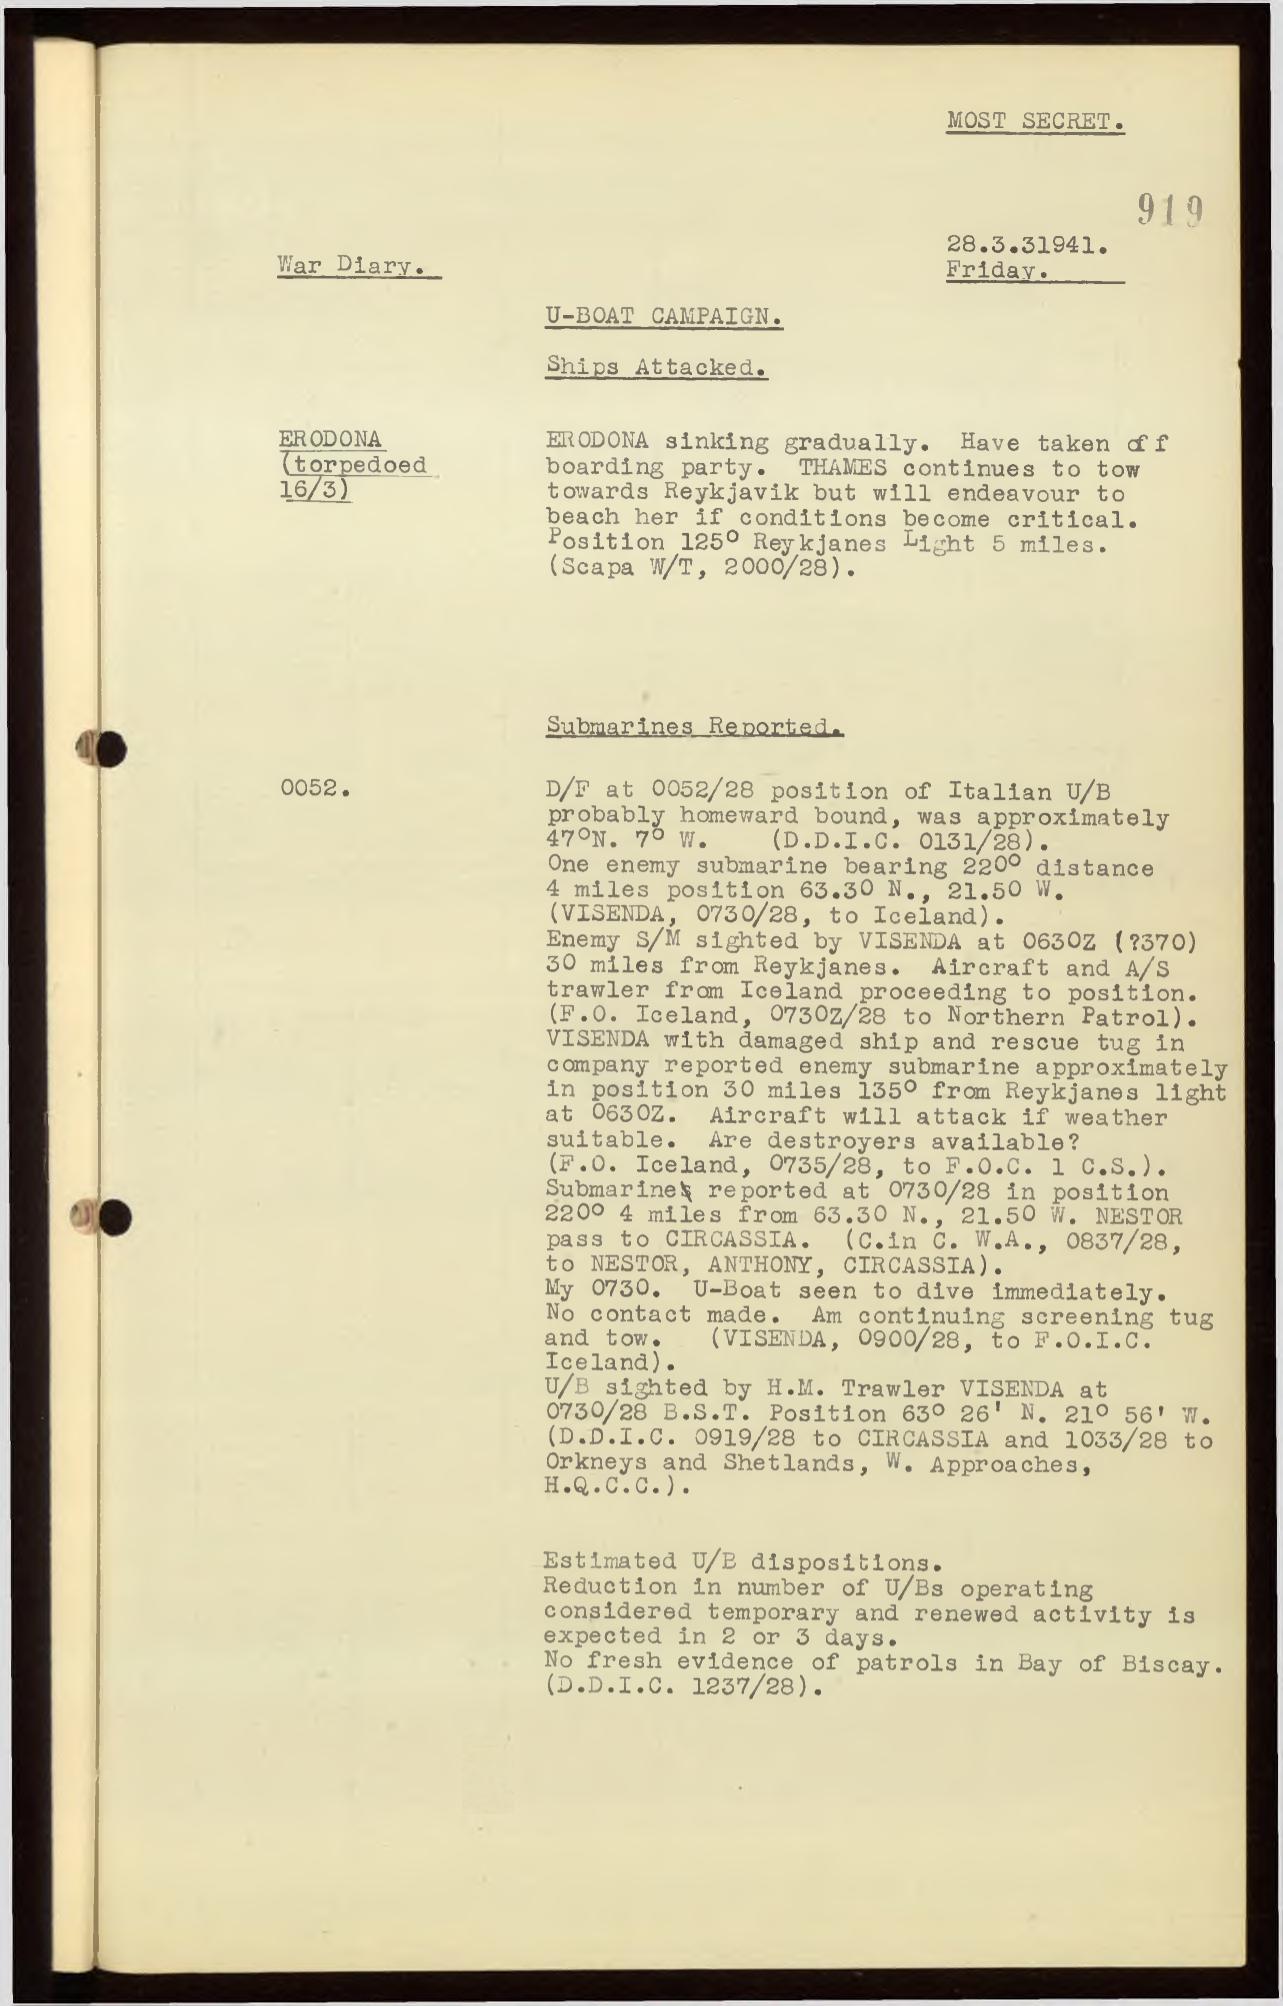 MOST SECRET.
919
28.3.31941.
Friday.
War Diary.
U-BOAT CAMPAIGN.
Ships Attacked.
ERODONA
(torpedoed
16/3)
ERODONA sinking gradually.  Have taken off
boarding party.  THAMES continues to tow
towards Reykjavik but will endeavour to
beach her if conditions become critical.
Position 125° Reykjanes Light 5 miles.
(Scapa W/T, 2000/28).
Submarines Reported.
0052.
D/F at 0052/28 position of Italian U/B
probably homeward bound, was approximately
47°N. 7° W.    (D.D.I.C. 0131/28).
One enemy submarine bearing 220° distance
4 miles position 63.30 N., 21.50 W.
(VISENDA, 0730/28, to Iceland).
Enemy S/M sighted by VISENDA at 0630Z (?370)
30 miles from Reykjanes.  Aircraft and A/S
trawler from Iceland proceeding to position.
(F.O. Iceland, 0730Z/28 to Northern Patrol).
VISENDA with damaged ship and rescue tug in
company reported enemy submarine approximately
in position 30 miles 135° from Reykjanes light
at 0630Z.  Aircraft will attack if weather
suitable.  Are destroyers available?
(F.O. Iceland, 0735/28, to F.O.C. 1 C.S.).
Submarine reported at 0730/28 in position
220° 4 miles from 63.30 N., 21.50 W. NESTOR
pass to CIRCASSIA.  (C.in C. W.A., 0837/28,
to NESTOR, ANTHONY, CIRCASSIA).
My 0730.  U-Boat seen to dive immediately.
No contact made.  Am continuing screening tug
and tow.   (VISENDA, 0900/28, to F.O.I.C.
Iceland).
U/B sighted by H.M. Trawler VISENDA at
0730/28 B.S.T. Position 63° 26' N. 21° 56' W.
(D.D.I.C. 0919/28 to CIRCASSIA and 1033/28 to
Orkneys and Shetlands, W. Approaches,
H.Q.C.C.).
Estimated U/B dispositions.
Reduction in number of U/Bs operating
considered temporary and renewed activity is
expected in 2 or 3 days.
No fresh evidence of patrols in Bay of Biscay.
(D.D.I.C. 1237/28).